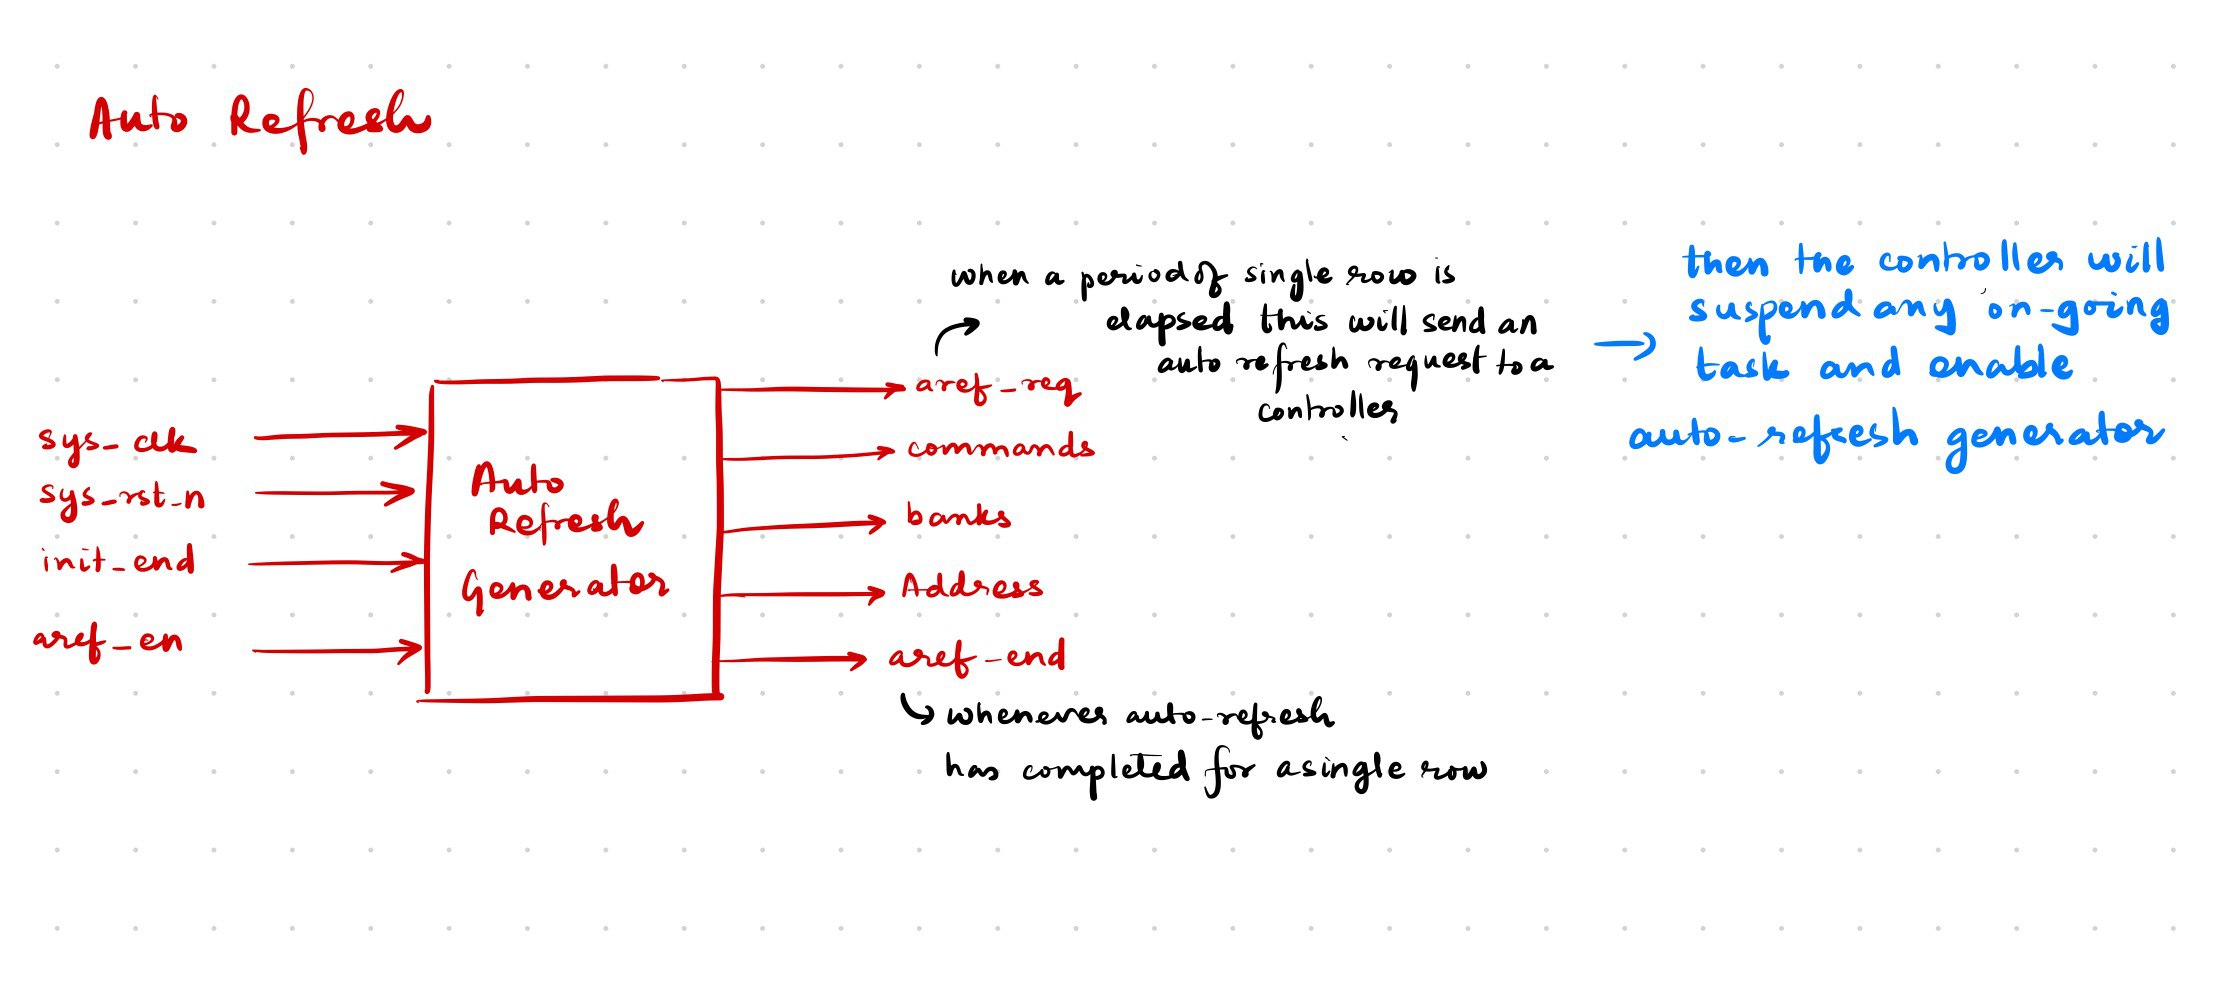 Auto Refresh
when a period of single row is
elapsed this will send an
auto refresh request to a
controller
then the controller will
suspend any on-going
task and enable
auto-refresh generator
sys_clk
sys_rst_n
init_end
aref_en
Auto
Refresh
Generator
aref_req
commands
banks
Address
aref_end
whenever auto-refresh
has completed for a single row